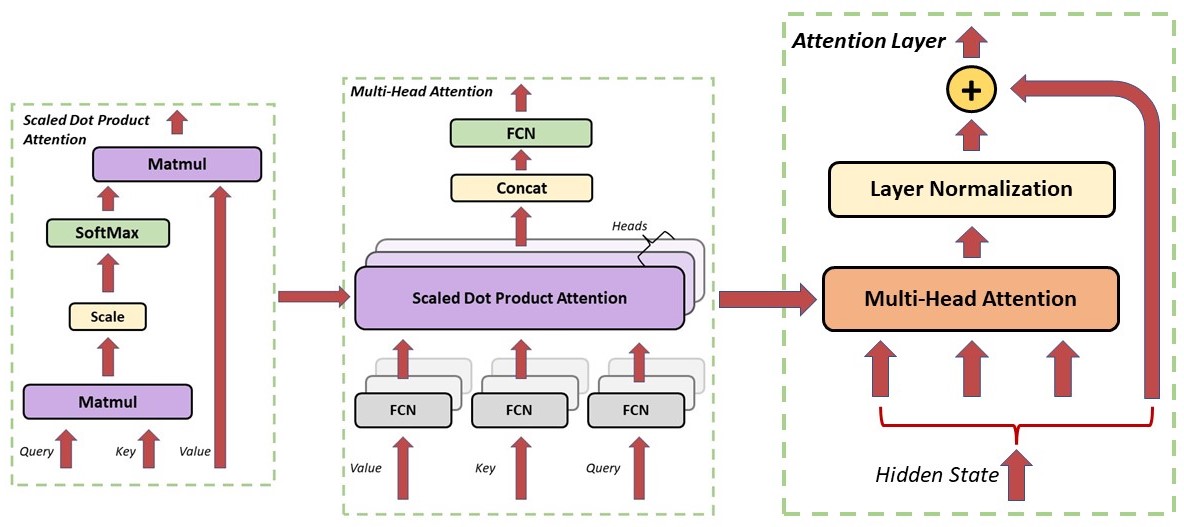 Scaled Dot Product
Attention
Matmul
SoftMax
Scale
Matmul
Query
Key
Value
Multi-Head Attention
FCN
Concat
Heads
Scaled Dot Product Attention
FCN
FCN
FCN
Value
Key
Query
Attention Layer
+
Layer Normalization
Multi-Head Attention
Hidden State